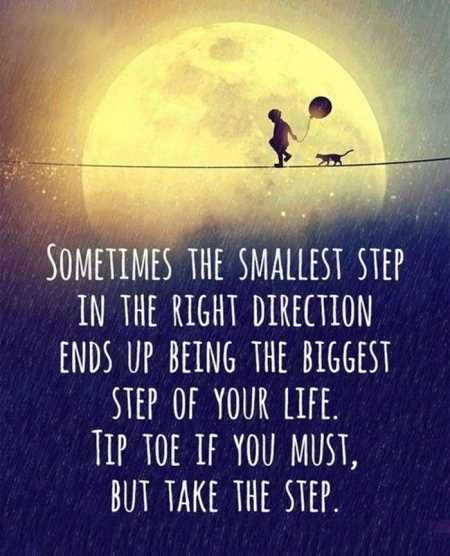 Sometimes the smallest step
in the right direction
ends up being the biggest
step of your life.
Tip toe if you must,
but take the step.